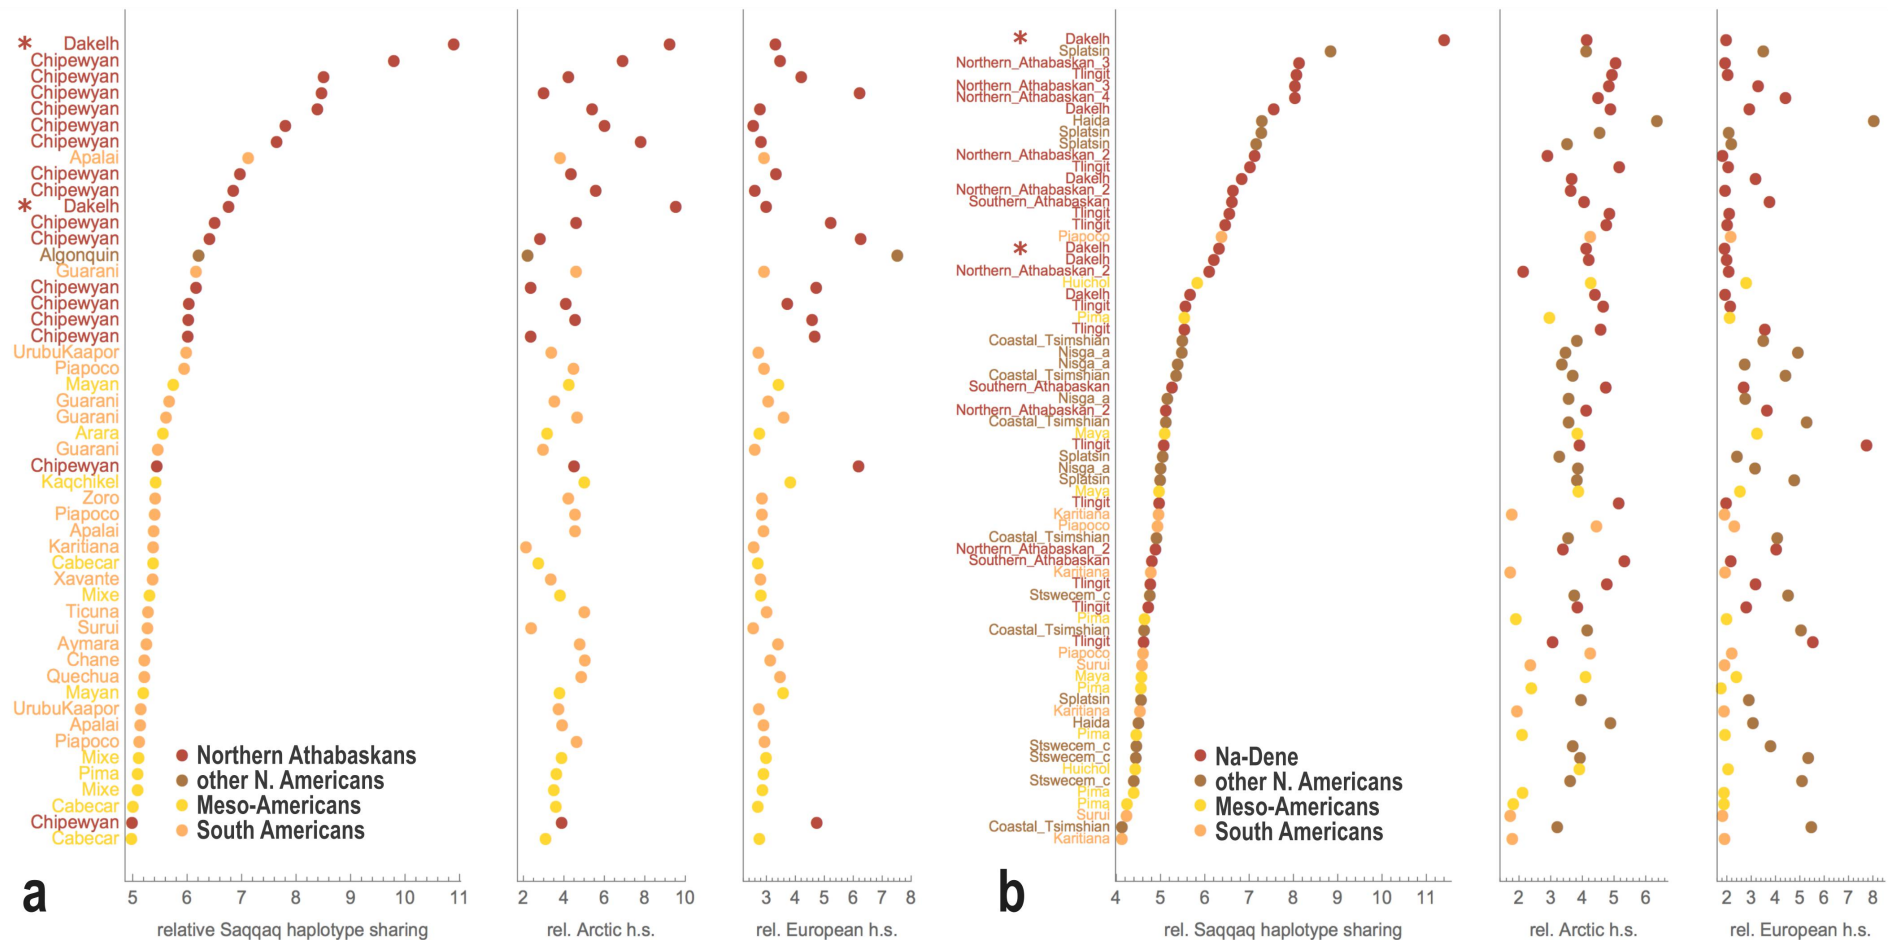 * Dakelh
Chipewyan
Chipewyan
Chipewyan
Chipewyan
Chipewyan
Chipewyan
Apalai
Chipewyan
Chipewyan
* Dakelh
Chipewyan
Chipewyan
Algonquin
Guarani
Chipewyan
Chipewyan
Chipewyan
Chipewyan
UrubuKaapor
Piapoco
Mayan
Guarani
Guarani
Arara
Guarani
Chipewyan
Kaqchikel
Zoro
Piapoco
Apalai
Karitiana
Cabecar
Xavante
Mixe
Ticuna
Surui
Aymara
Chane
Quechua
Mayan
UrubuKaapor
Apalai
Piapoco
Mixe
Pima
Mixe
Cabecar
Chipewyan
Cabecar
Northern Athabaskans
other N. Americans
Meso-Americans
South Americans
5 6 7 8 9 10 11
relative Saqqaq haplotype sharing
2 4 6 8 10
rel. Arctic h.s.
3 4 5 6 7 8
rel. European h.s.
a
* Dakelh
Splatsin
Northern_Athabaskan_3
Tlingit
Northern_Athabaskan_3
Northern_Athabaskan_4
Dakelh
Haida
Splatsin
Splatsin
Northern_Athabaskan_2
Tlingit
Dakelh
Northern_Athabaskan_2
Southern_Athabaskan
Tlingit
Tlingit
Piapoco
* Dakelh
Dakelh
Northern_Athabaskan_2
Huichol
Dakelh
Tlingit
Pima
Tlingit
Coastal_Tsimshian
Nisga_a
Nisga_a
Coastal_Tsimshian
Southern_Athabaskan
Nisga_a
Northern_Athabaskan_2
Coastal_Tsimshian
Maya
Tlingit
Splatsin
Nisga_a
Splatsin
Maya
Tlingit
Karitiana
Piapoco
Coastal_Tsimshian
Northern_Athabaskan_2
Southern_Athabaskan
Karitiana
Tlingit
Stswecem_c
Tlingit
Pima
Coastal_Tsimshian
Tlingit
Piapoco
Surui
Maya
Pima
Splatsin
Karitiana
Haida
Pima
Stswecem_c
Stswecem_c
Huichol
Stswecem_c
Pima
Pima
Surui
Coastal_Tsimshian
Karitiana
Na-Dene
other N. Americans
Meso-Americans
South Americans
4 5 6 7 8 9 10 11
rel. Saqqaq haplotype sharing
2 3 4 5 6
rel. Arctic h.s.
2 3 4 5 6 7 8
rel. European h.s.
b